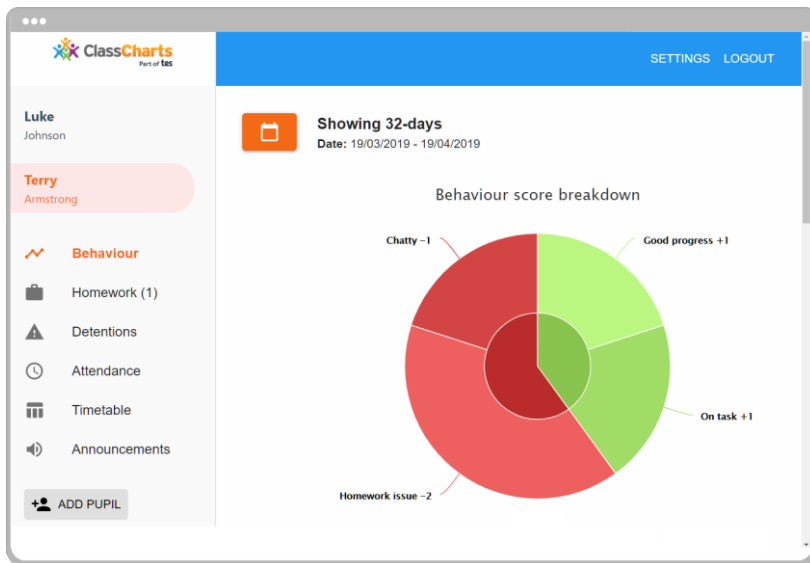 ClassCharts
Part of tes
SETTINGS LOGOUT
Luke
Johnson
Terry
Armstrong
Behaviour
Homework (1)
Detentions
Attendance
Timetable
Announcements
ADD PUPIL
Showing 32-days
Date: 19/03/2019 - 19/04/2019
Behaviour score breakdown
Chatty −1
Good progress +1
On task +1
Homework issue −2